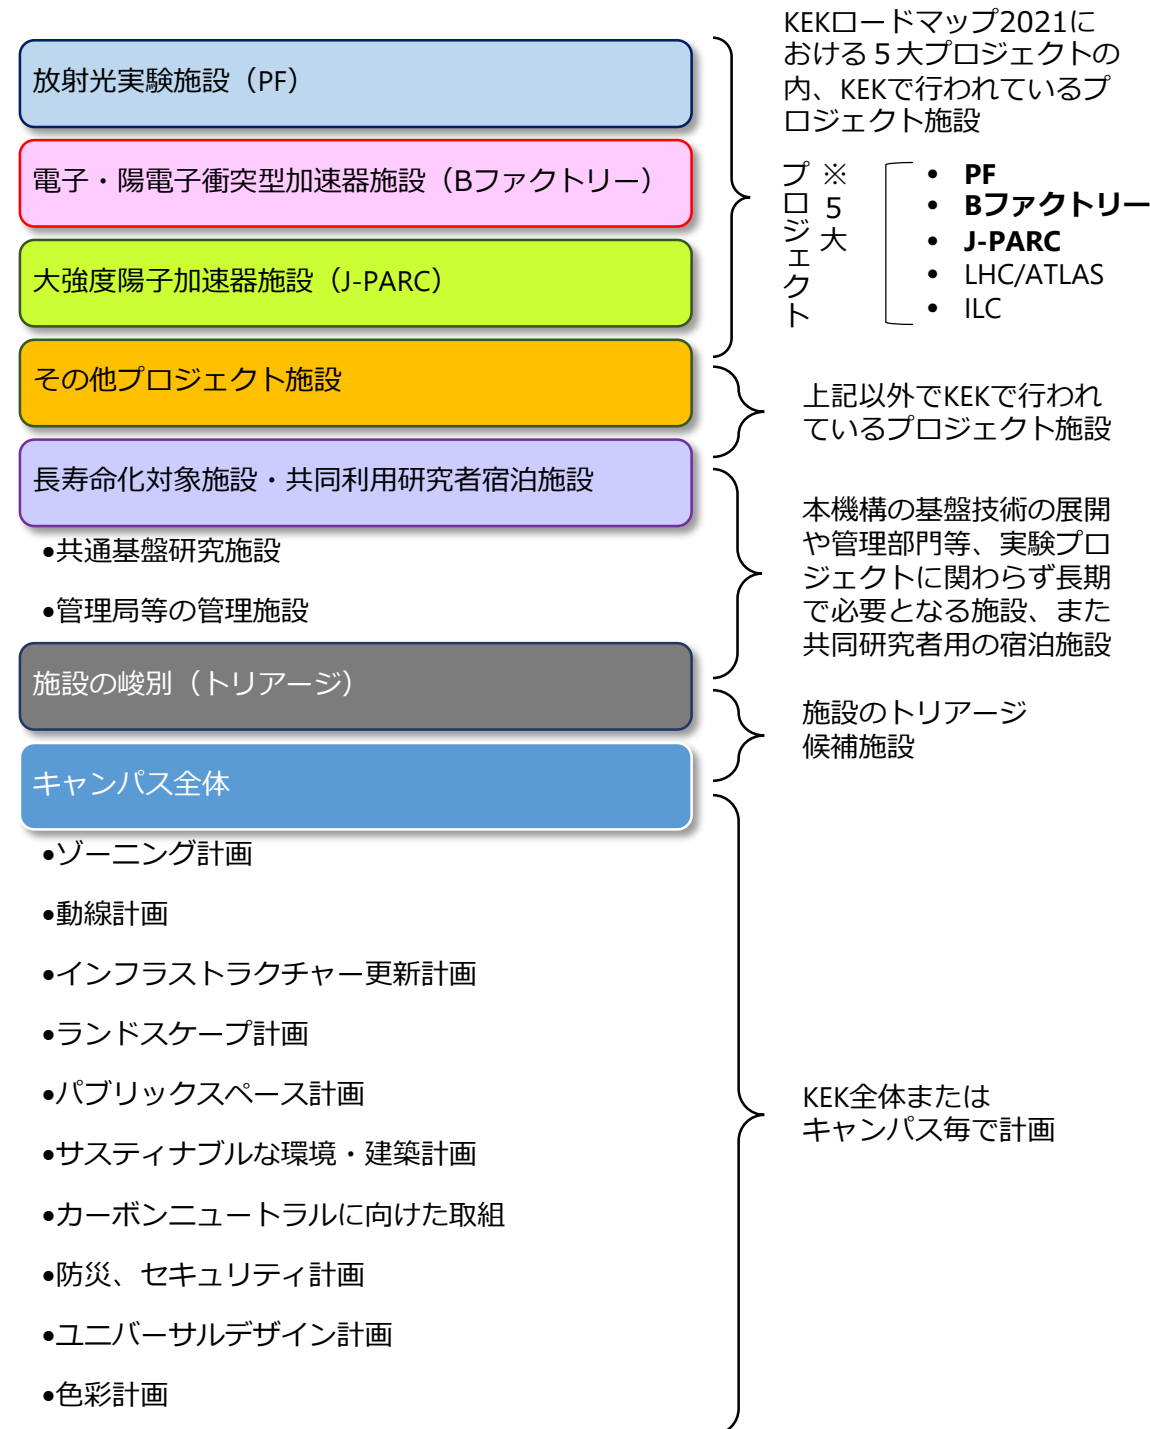 KEKロードマップ2021に
おける５大プロジェクトの
内、KEKで行われているプ
ロジェクト施設
放射光実験施設（PF）
電子・陽電子衝突型加速器施設（Bファクトリー）
大強度陽子加速器施設（J-PARC）
※５大
プロジェクト
• PF
• Bファクトリー
• J-PARC
• LHC/ATLAS
• ILC
その他プロジェクト施設
上記以外でKEKで行われ
ているプロジェクト施設
長寿命化対象施設・共同利用研究者宿泊施設
•共通基盤研究施設
•管理局等の管理施設
本機構の基盤技術の展開
や管理部門等、実験プロ
ジェクトに関わらず長期
で必要となる施設、また
共同研究者用の宿泊施設
施設の峻別（トリアージ）
施設のトリアージ
候補施設
キャンパス全体
•ゾーニング計画
•動線計画
•インフラストラクチャー更新計画
•ランドスケープ計画
•パブリックスペース計画
•サスティナブルな環境・建築計画
•カーボンニュートラルに向けた取組
•防災、セキュリティ計画
•ユニバーサルデザイン計画
•色彩計画
KEK全体または
キャンパス毎で計画